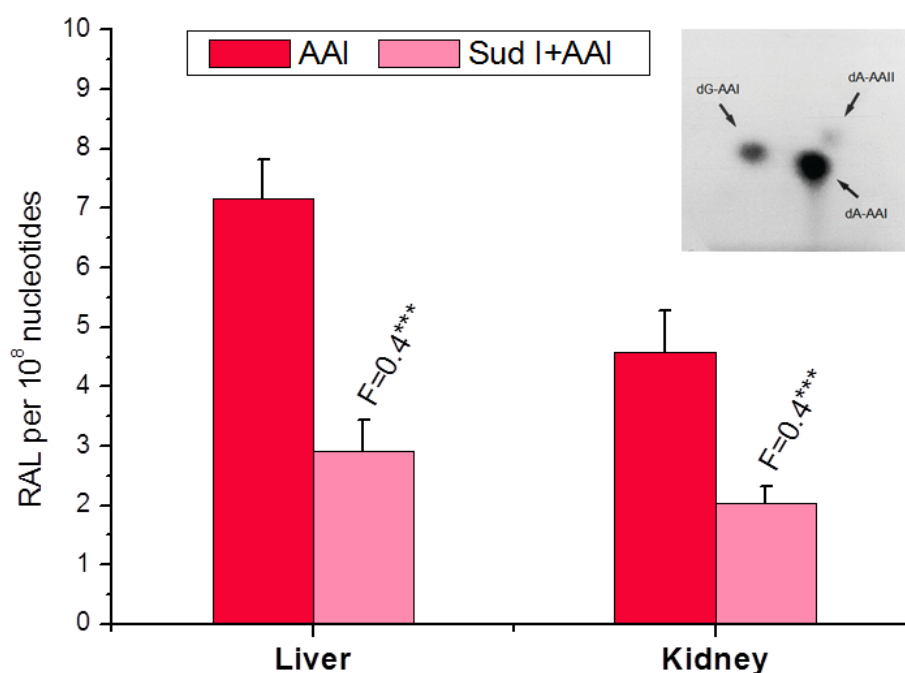 RAL per 10⁸ nucleotides
10
9
8
7
6
5
4
3
2
1
0
AAI
Sud I+AAI
dG-AAI
dA-AAII
dA-AAI
F=0.4***
F=0.4***
Liver
Kidney